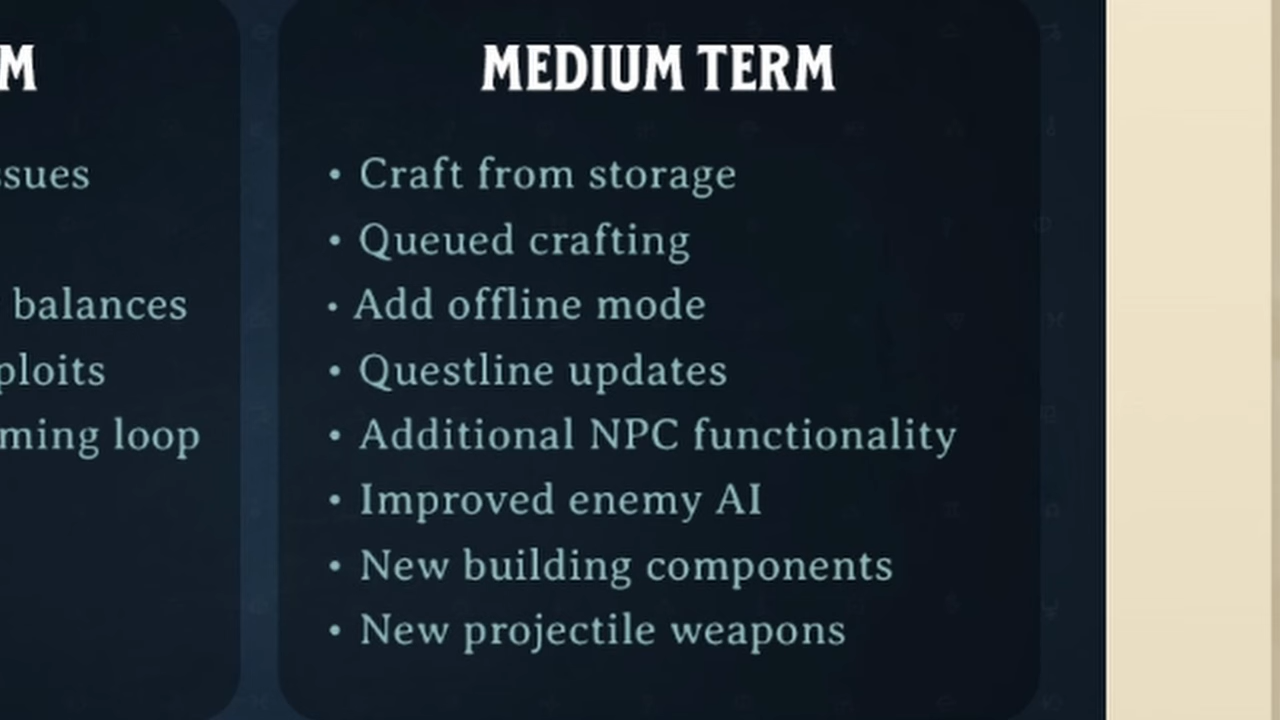 M
ssues
balances
ploits
ming loop
MEDIUM TERM
• Craft from storage
• Queued crafting
• Add offline mode
• Questline updates
• Additional NPC functionality
• Improved enemy AI
• New building components
• New projectile weapons